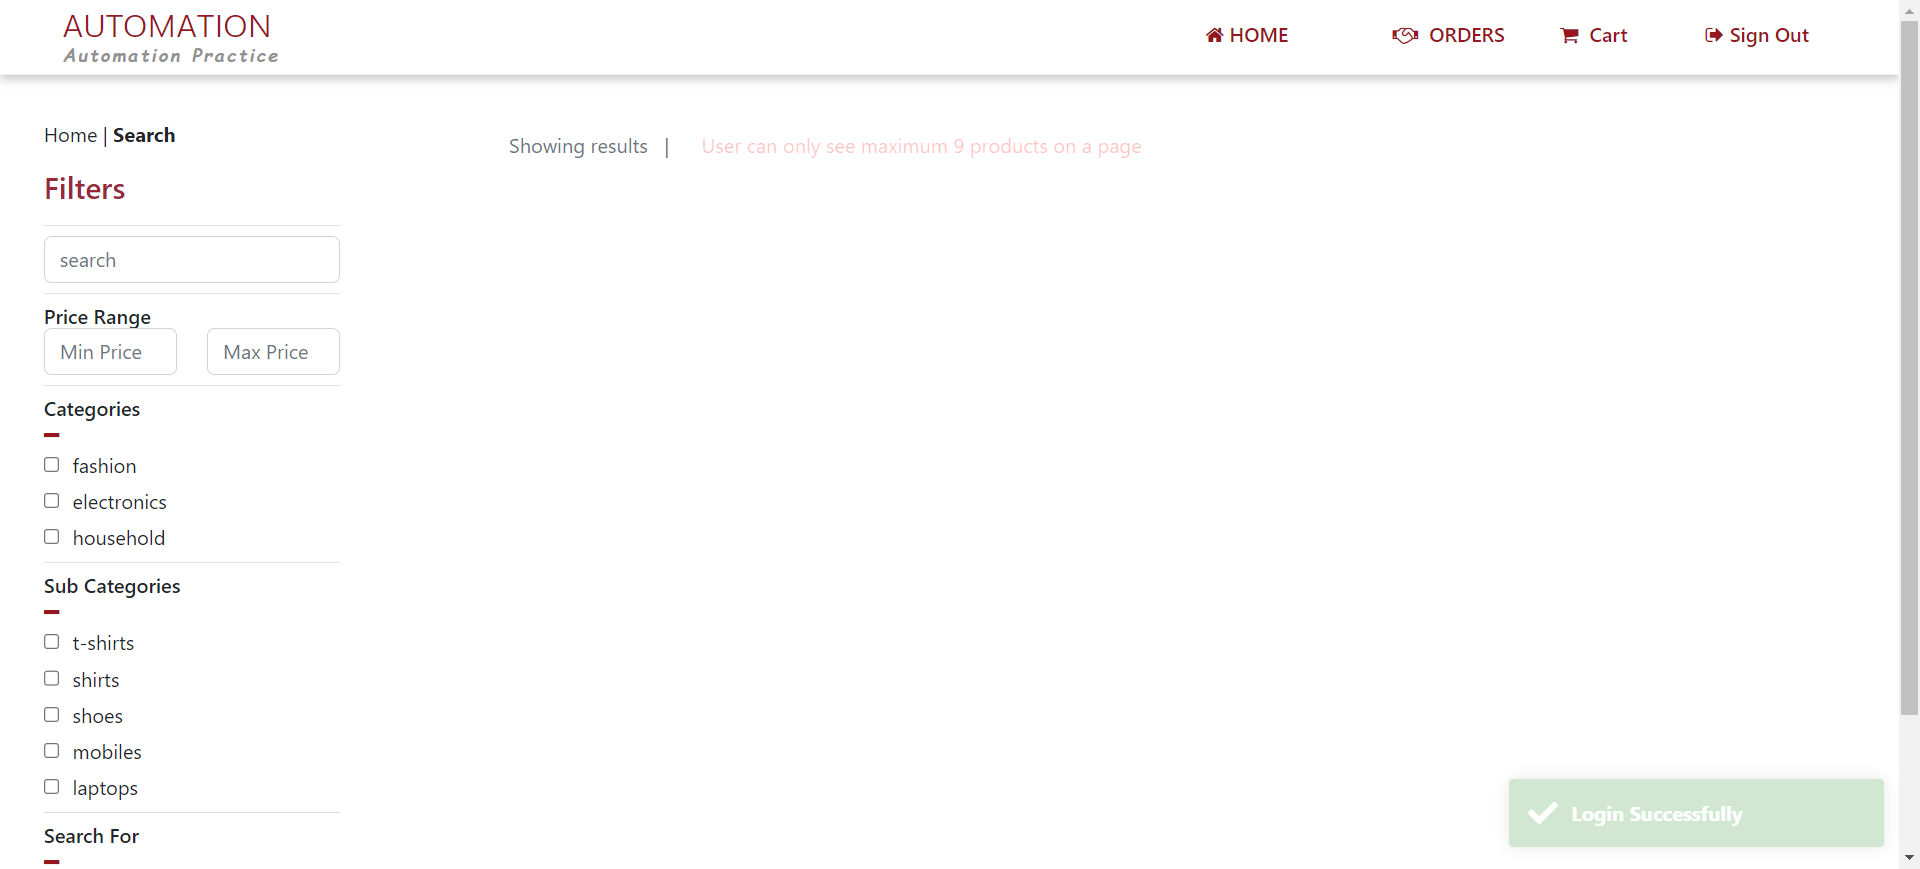 AUTOMATION
Automation Practice
HOME
ORDERS
Cart
Sign Out
Home | Search
Showing results |
User can only see maximum 9 products on a page
Filters
search
Price Range
Min Price
Max Price
Categories
fashion
electronics
household
Sub Categories
t-shirts
shirts
shoes
mobiles
laptops
Search For
Login Successfully